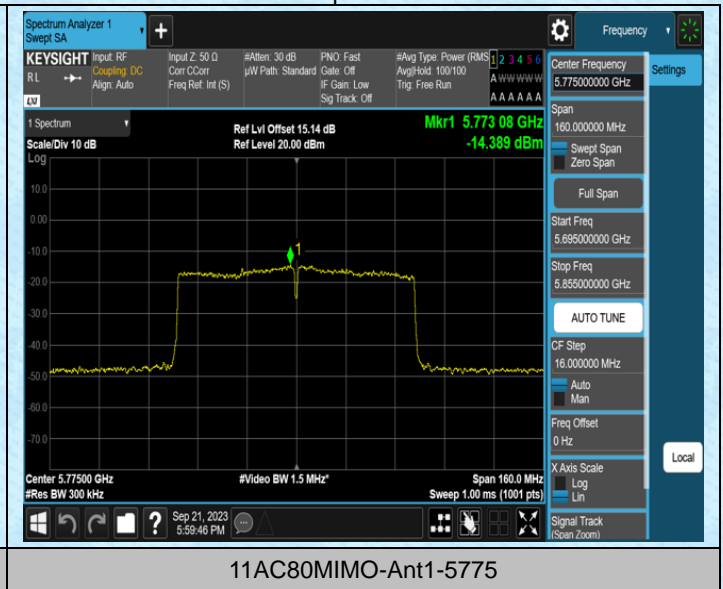 Spectrum Analyzer 1
Swept SA
+
Frequency
KEYSIGHT
RL
LXI
Input: RF
Coupling: DC
Align: Auto
Input Z: 50 Ω
Corr CCorr
Freq Ref: Int (S)
#Atten: 30 dB
µW Path: Standard
PNO: Fast
Gate: Off
IF Gain: Low
Sig Track: Off
#Avg Type: Power (RMS
Avg|Hold: 100/100
Trig: Free Run
1 2 3 4 5 6
A W W W W W
A A A A A A
Center Frequency
5.775000000 GHz
Settings
Span
160.000000 MHz
Swept Span
Zero Span
Full Span
Start Freq
5.695000000 GHz
Stop Freq
5.855000000 GHz
AUTO TUNE
CF Step
16.000000 MHz
Auto
Man
Freq Offset
0 Hz
X Axis Scale
Log
Lin
Signal Track
(Span Zoom)
Local
1 Spectrum
Scale/Div 10 dB
Log
Ref Lvl Offset 15.14 dB
Ref Level 20.00 dBm
Mkr1 5.773 08 GHz
-14.389 dBm
10.0
0.00
-10.0
1
-20.0
-30.0
-40.0
-50.0
-60.0
-70.0
Center 5.77500 GHz
#Res BW 300 kHz
#Video BW 1.5 MHz*
Span 160.0 MHz
Sweep 1.00 ms (1001 pts)
?
Sep 21, 2023
5:59:46 PM
11AC80MIMO-Ant1-5775